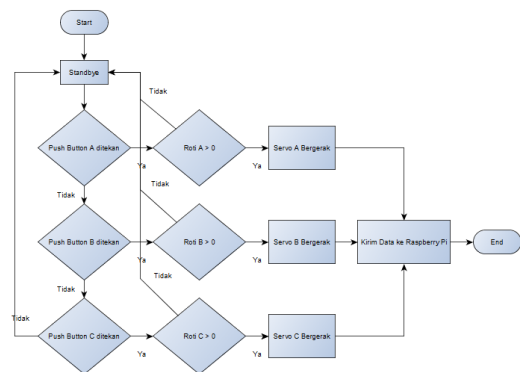 Start
Standbye
Tidak
Tidak
Push Button A ditekan
Ya
Roti A > 0
Ya
Servo A Bergerak
Tidak
Tidak
Push Button B ditekan
Ya
Roti B > 0
Ya
Servo B Bergerak
Kirim Data ke Raspberry Pi
End
Tidak
Tidak
Tidak
Push Button C ditekan
Ya
Roti C > 0
Ya
Servo C Bergerak